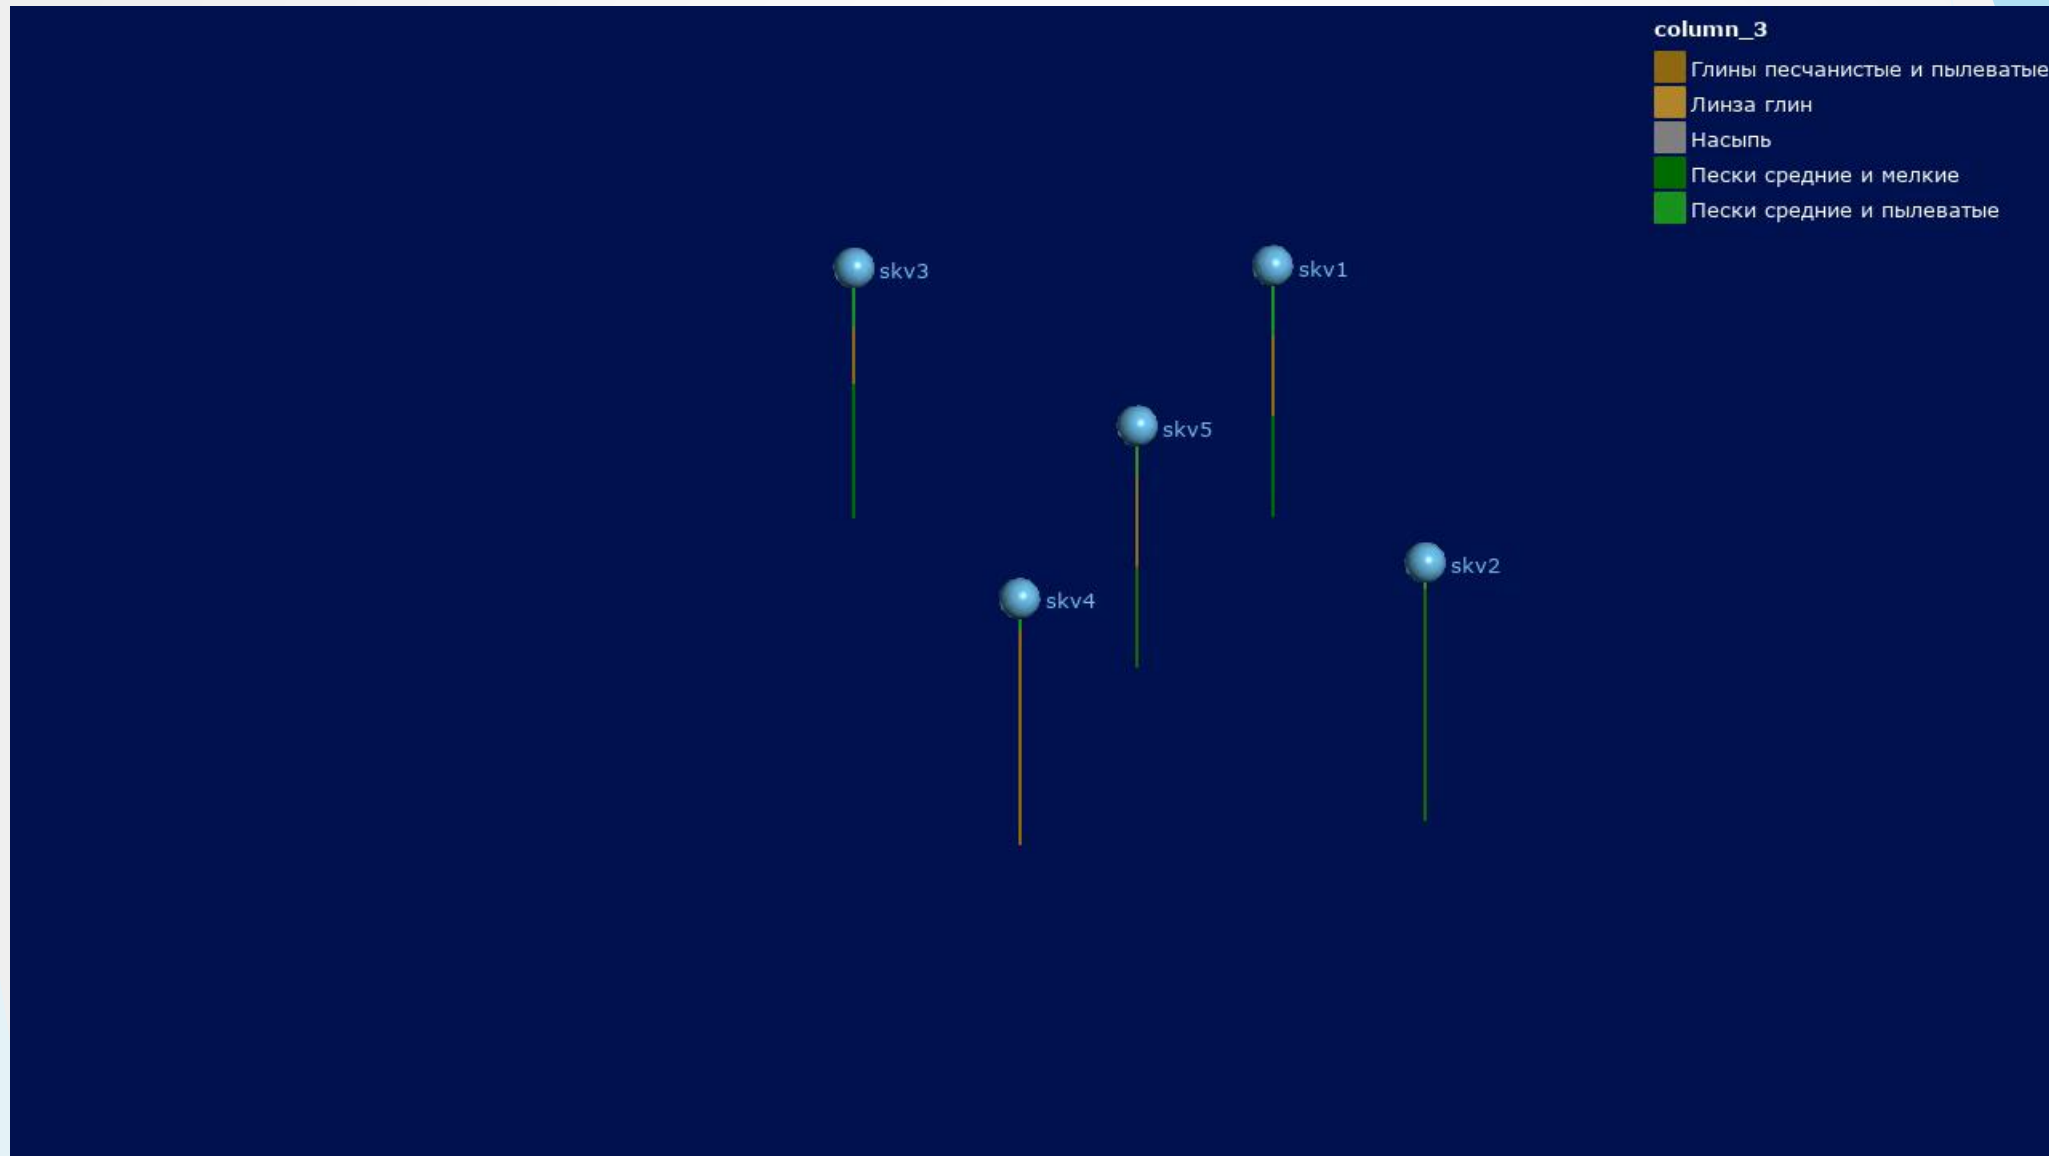 column_3
Глины песчанистые и пылеватые
Линза глин
Насыпь
Пески средние и мелкие
Пески средние и пылеватые
skv3
skv1
skv5
skv2
skv4